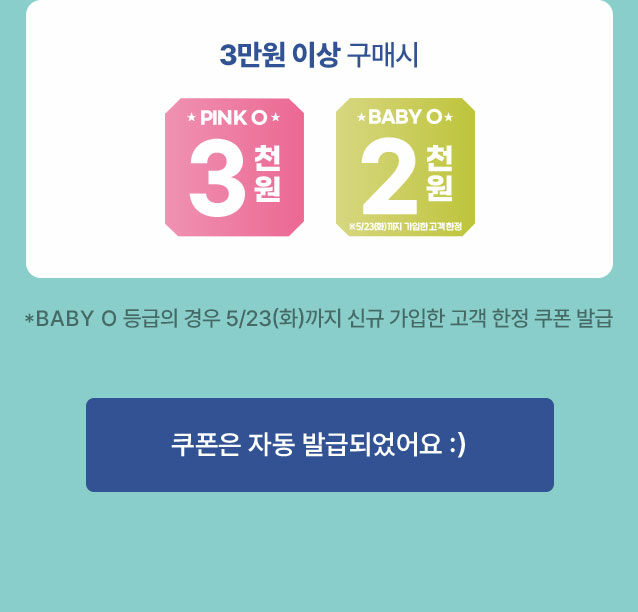 3만원 이상 구매시
★ PINK O ★
3천원
★ BABY O ★
2천원
※5/23(화)까지 가입한 고객 한정
*BABY O 등급의 경우 5/23(화)까지 신규 가입한 고객 한정 쿠폰 발급
쿠폰은 자동 발급되었어요 :)